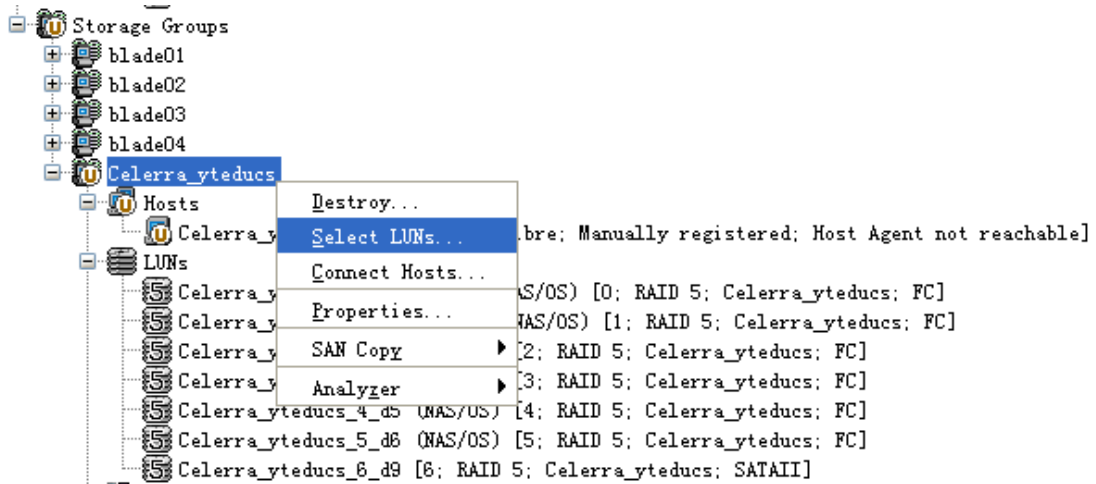 Storage Groups
blade01
blade02
blade03
blade04
Celerra_yteducs
Destroy...
Hosts
Celerra_y
Select LUNs...
.bre; Manually registered; Host Agent not reachable]
LUNs
Connect Hosts...
Celerra_y
AS/OS) [0; RAID 5; Celerra_yteducs; FC]
Properties...
Celerra_y
NAS/OS) [1; RAID 5; Celerra_yteducs; FC]
SAN Copy
Celerra_y
[2; RAID 5; Celerra_yteducs; FC]
Analyzer
Celerra_y
[3; RAID 5; Celerra_yteducs; FC]
Celerra_yteducs_4_d5 (NAS/OS) [4; RAID 5; Celerra_yteducs; FC]
Celerra_yteducs_5_d6 (NAS/OS) [5; RAID 5; Celerra_yteducs; FC]
Celerra_yteducs_6_d9 [6; RAID 5; Celerra_yteducs; SATAII]